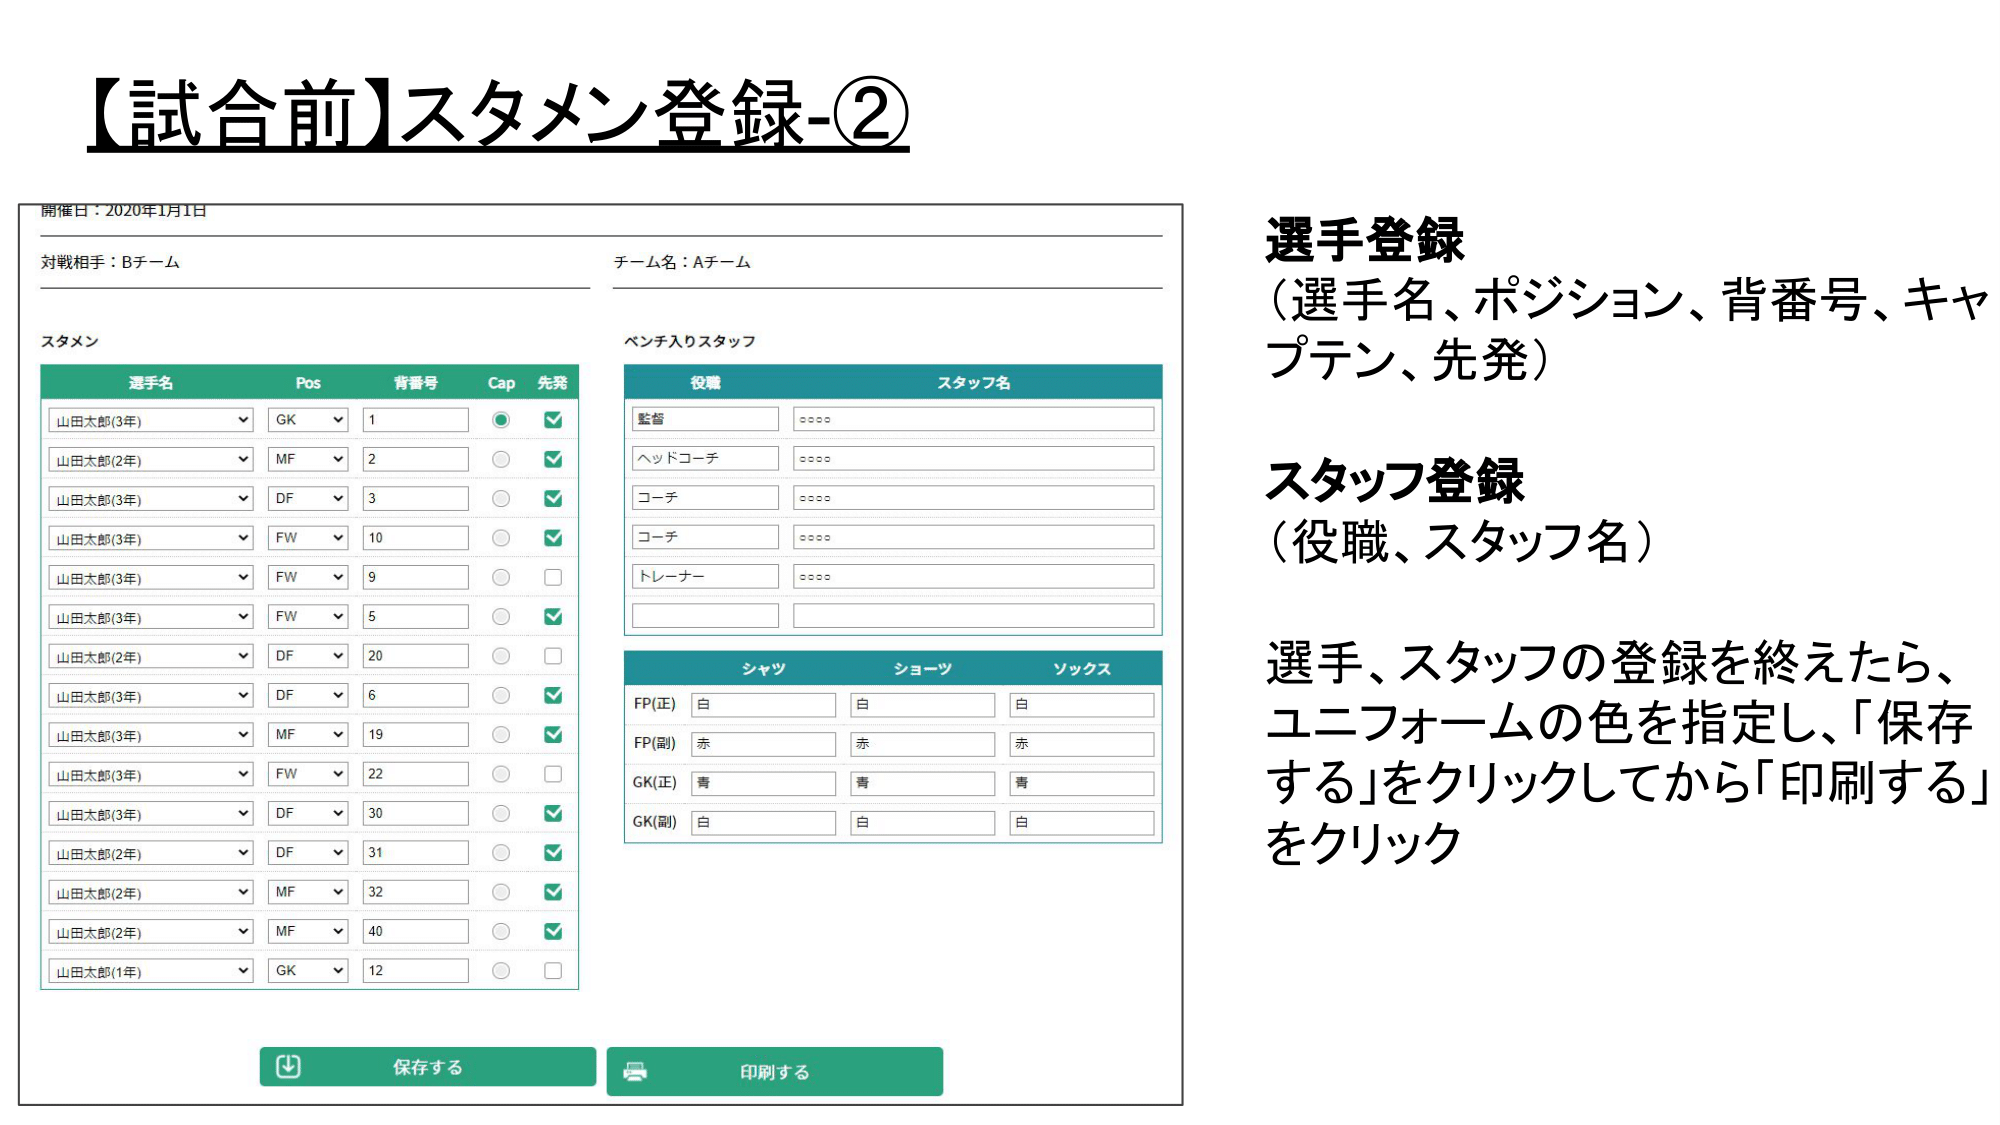 【試合前】スタメン登録-②
開催日：2020年1月1日
対戦相手：Bチーム
チーム名：Aチーム
スタメン
選手名 Pos 背番号 Cap 先発
山田太郎(3年) GK 1
山田太郎(2年) MF 2
山田太郎(3年) DF 3
山田太郎(3年) FW 10
山田太郎(3年) FW 9
山田太郎(3年) FW 5
山田太郎(2年) DF 20
山田太郎(3年) DF 6
山田太郎(3年) MF 19
山田太郎(3年) FW 22
山田太郎(3年) DF 30
山田太郎(2年) DF 31
山田太郎(2年) MF 32
山田太郎(2年) MF 40
山田太郎(1年) GK 12
ベンチ入りスタッフ
役職 スタッフ名
監督 ○○○○
ヘッドコーチ ○○○○
コーチ ○○○○
コーチ ○○○○
トレーナー ○○○○
シャツ ショーツ ソックス
FP(正) 白 白 白
FP(副) 赤 赤 赤
GK(正) 青 青 青
GK(副) 白 白 白
保存する
印刷する
選手登録
（選手名、ポジション、背番号、キャ
プテン、先発）
スタッフ登録
（役職、スタッフ名）
選手、スタッフの登録を終えたら、
ユニフォームの色を指定し、「保存
する」をクリックしてから「印刷する」
をクリック